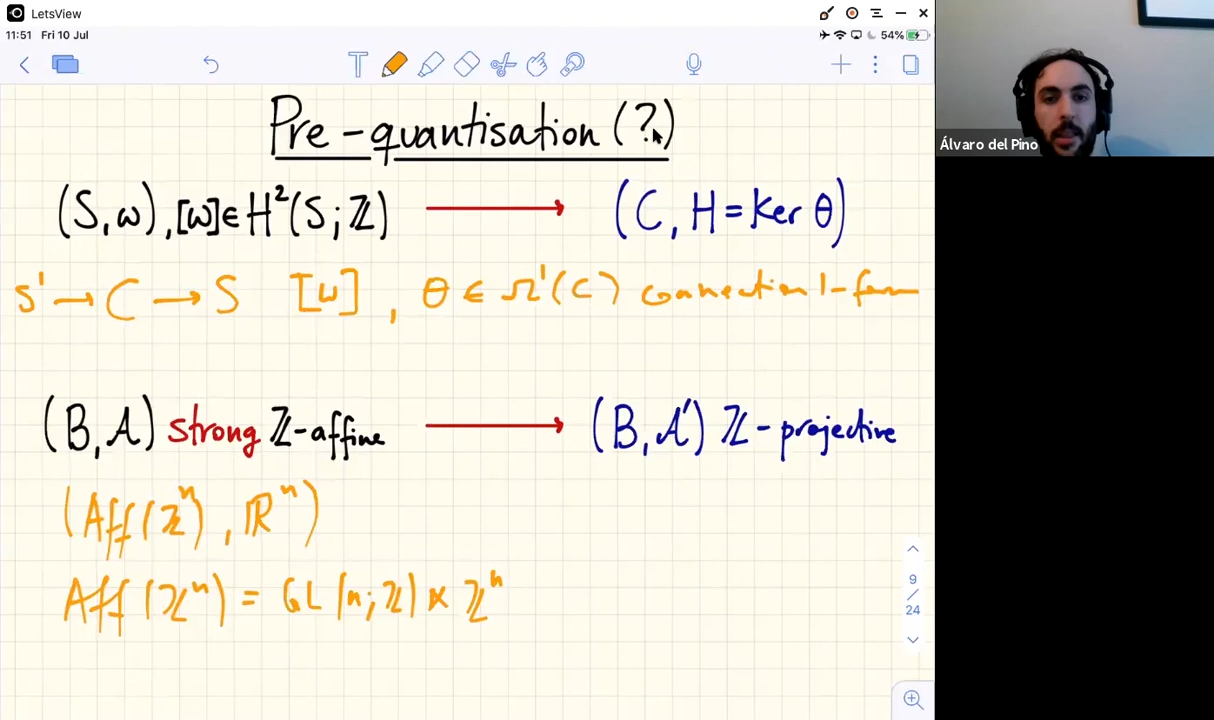 LetsView
11:51 Fri 10 Jul
54%
Pre-quantisation (?)
Álvaro del Pino
(S, ω), [ω] ∈ H²(S; ℤ) → (C, H = ker θ)
S¹ → C → S [ω], θ ∈ Ω¹(C) connection 1-form
(B, A) strong ℤ-affine → (B, A') ℤ-projective
(Aff(ℤⁿ), ℝⁿ)
Aff(ℤⁿ) = GL(n; ℤ) ⋉ ℤⁿ
9
/
24